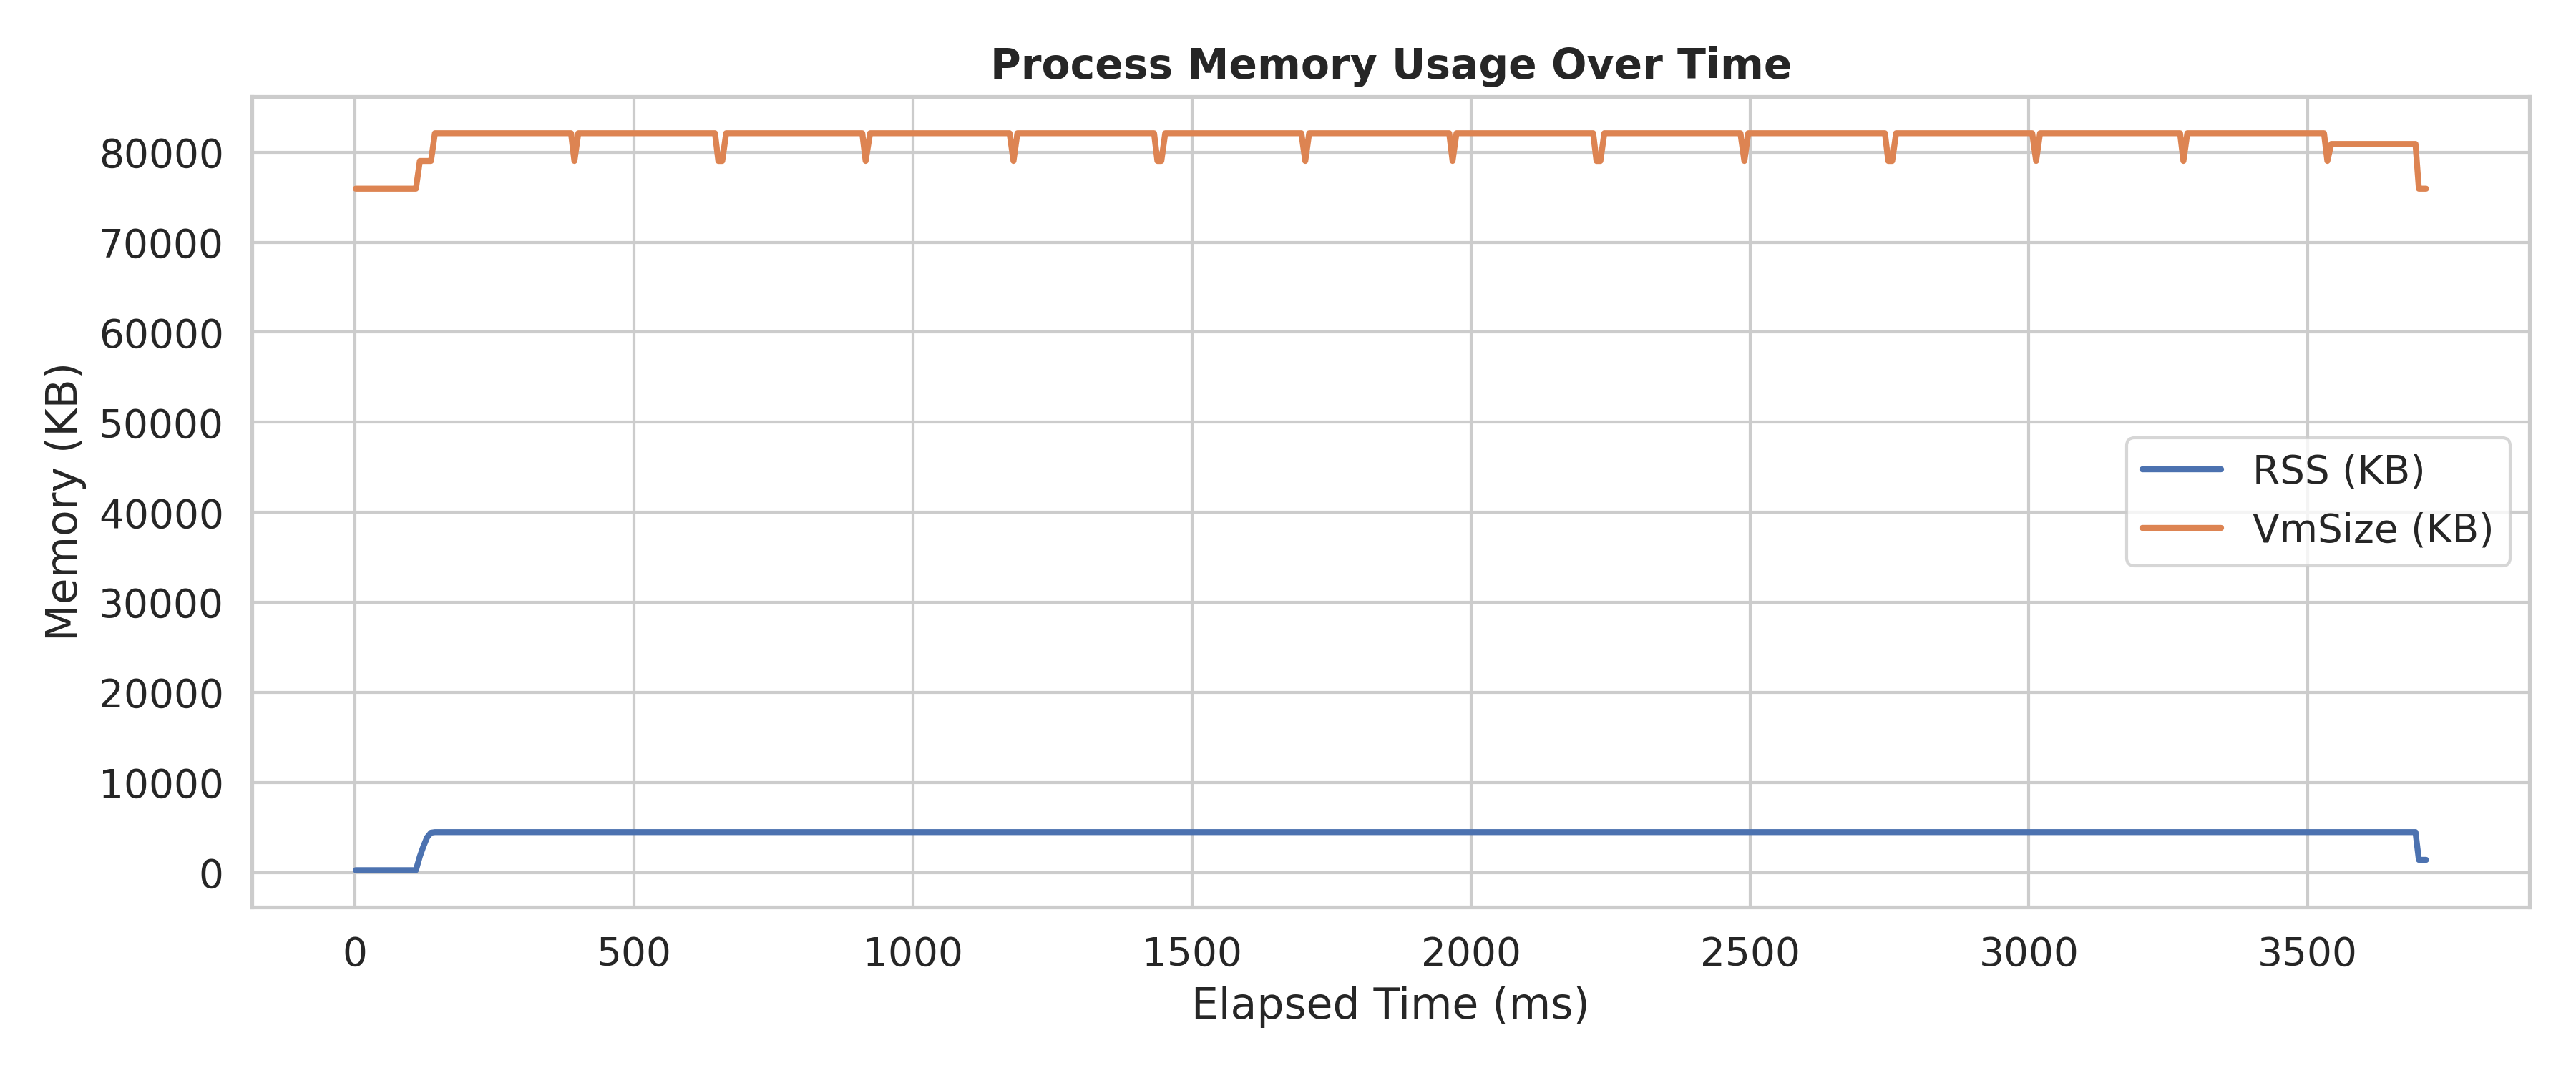 Process Memory Usage Over Time
Memory (KB)
80000
70000
60000
50000
40000
30000
20000
10000
0
RSS (KB)
VmSize (KB)
0 500 1000 1500 2000 2500 3000 3500
Elapsed Time (ms)